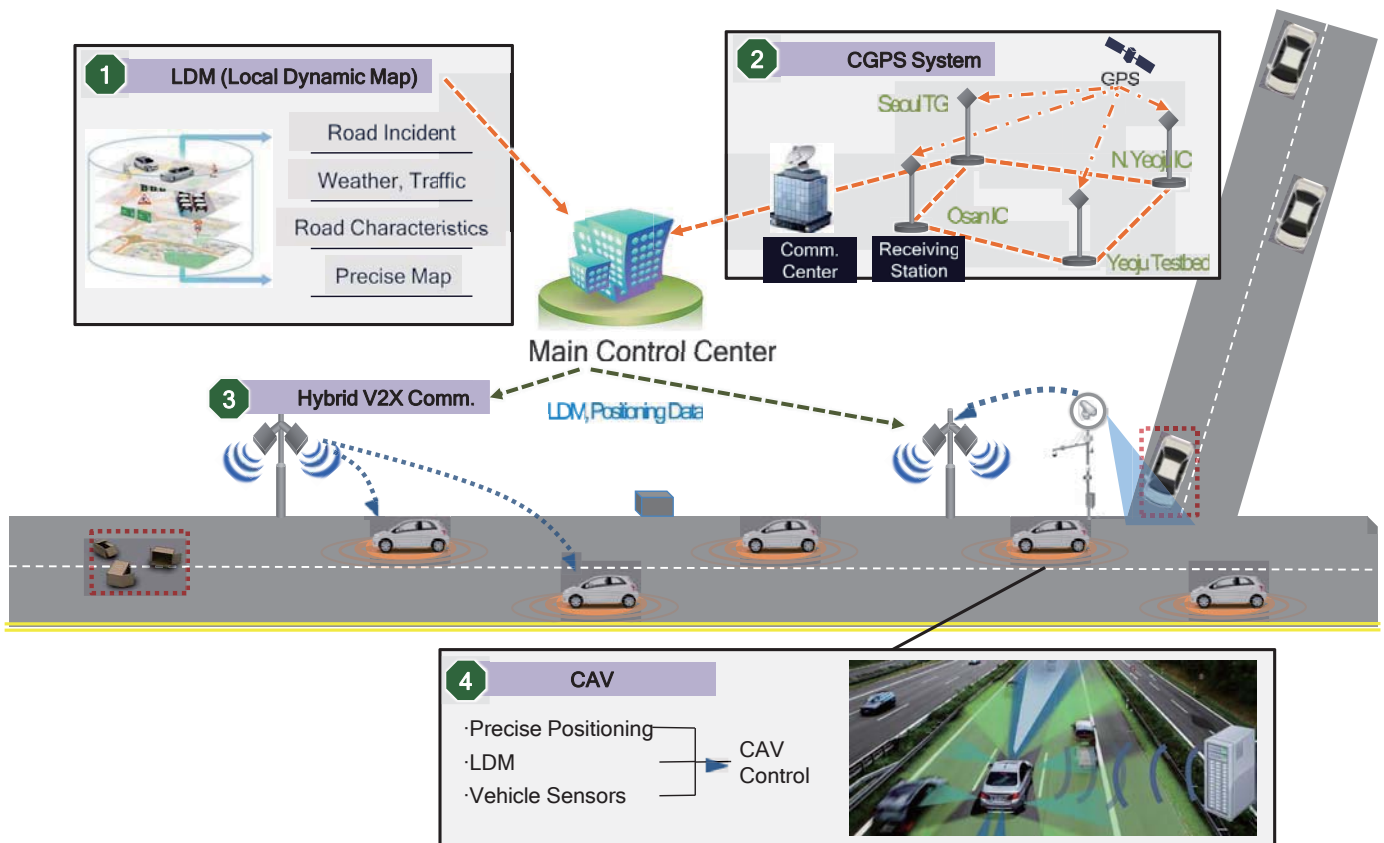 1
LDM (Local Dynamic Map)
Road Incident
Weather, Traffic
Road Characteristics
Precise Map
2
CGPS System
GPS
Seoul TG
N.Yeoju IC
Osan IC
Yeoju Testbed
Comm.
Center
Receiving
Station
Main Control Center
3
Hybrid V2X Comm.
LDM, Positioning Data
4
CAV
·Precise Positioning
·LDM
·Vehicle Sensors
CAV
Control